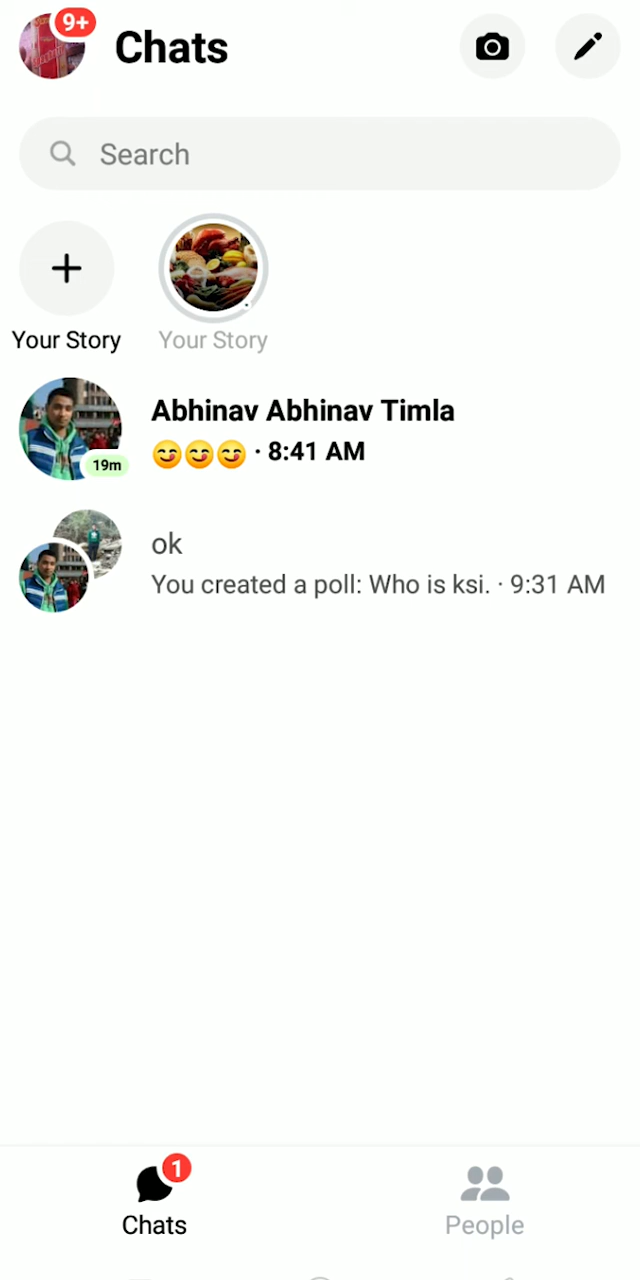 9+
Chats
Search
Your Story
Your Story
Abhinav Abhinav Timla
😋😋😋 · 8:41 AM
19m
ok
You created a poll: Who is ksi. · 9:31 AM
1
Chats
People